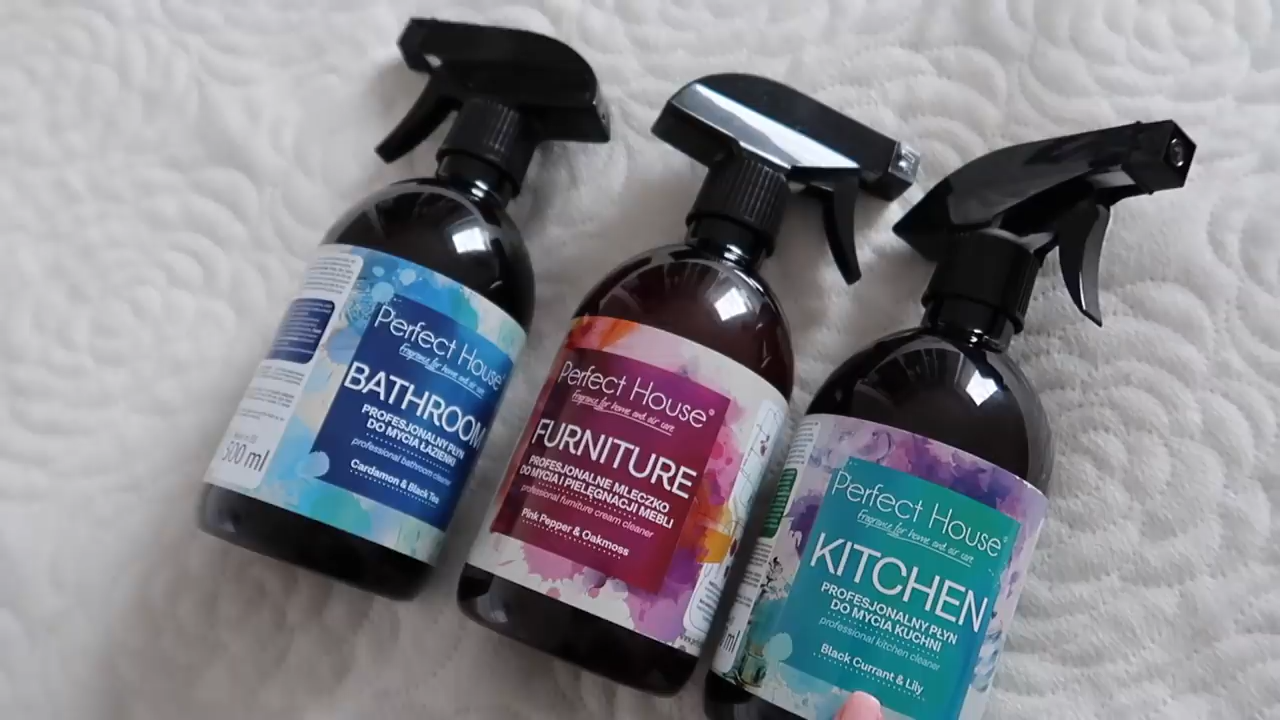 Perfect House
Fragrance for home and air care
BATHROOM
PROFESJONALNY PŁYN
DO MYCIA ŁAZIENKI
professional bathroom cleaner
Cardamon & Black Tea
500 ml
Perfect House®
Fragrance for home and air care
FURNITURE
PROFESJONALNE MLECZKO
DO MYCIA I PIELĘGNACJI MEBLI
professional furniture cream cleaner
Pink Pepper & Oakmoss
Perfect House®
Fragrance for home and air care
KITCHEN
PROFESJONALNY PŁYN
DO MYCIA KUCHNI
professional kitchen cleaner
Black Currant & Lily
ml